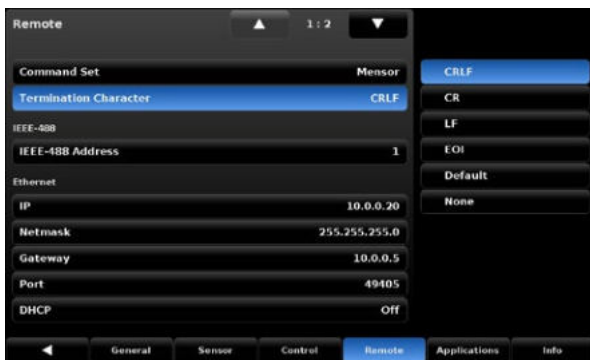 Remote 1:2
Command Set Mensor
Termination Character CRLF
IEEE-488
IEEE-488 Address 1
Ethernet
IP 10.0.0.20
Netmask 255.255.255.0
Gateway 10.0.0.5
Port 49405
DHCP Off
CRLF
CR
LF
EOI
Default
None
General Sensor Control Remote Applications Info